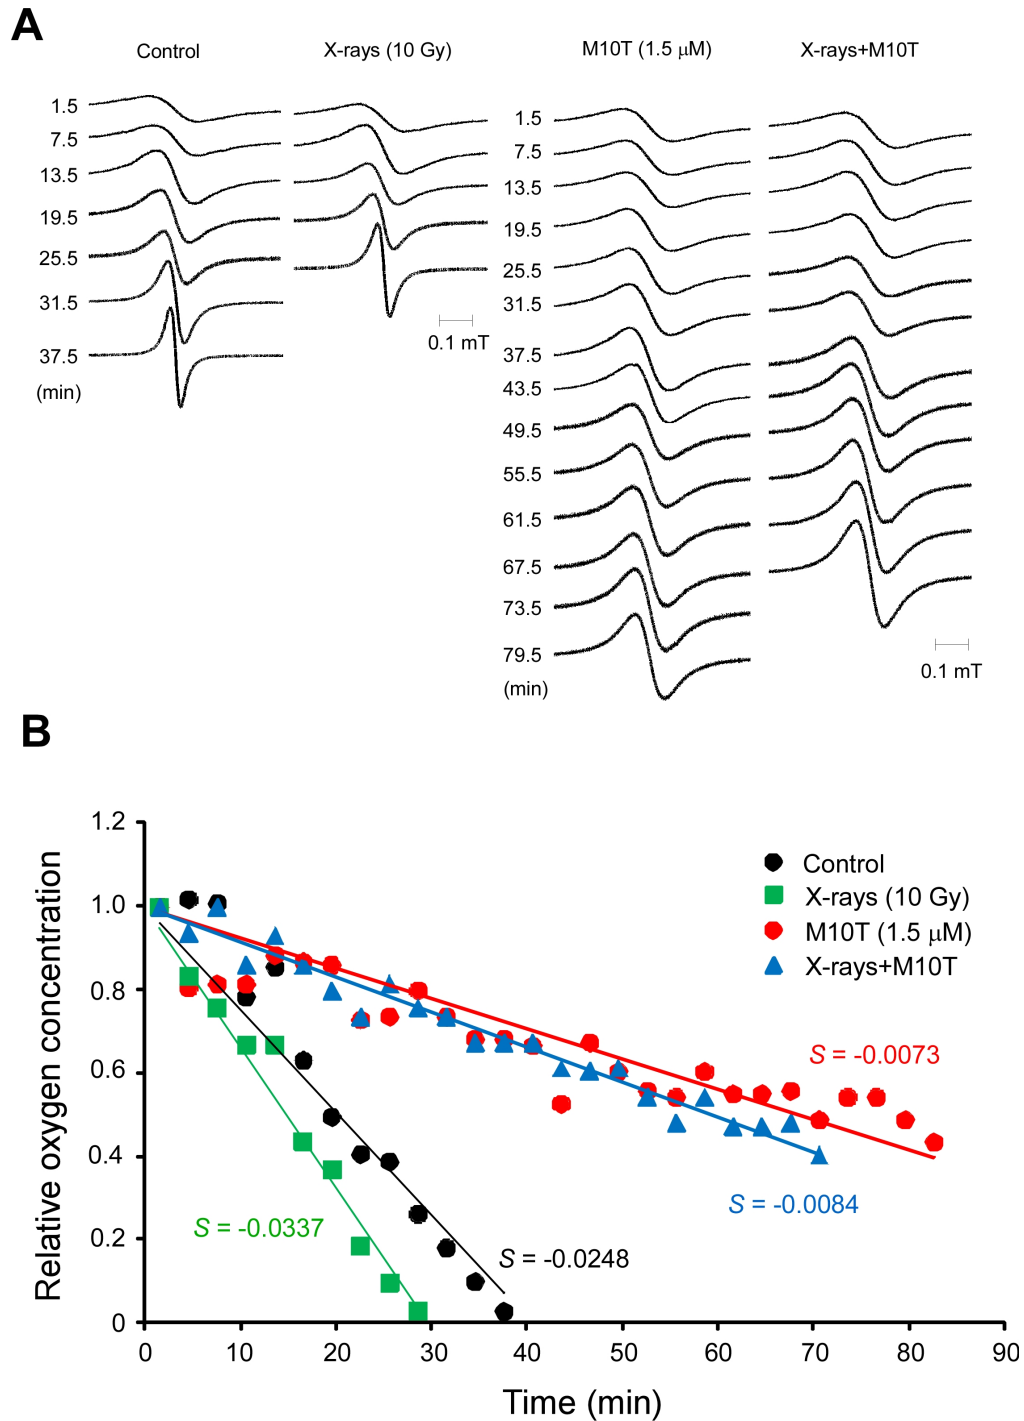 A
Control
X-rays (10 Gy)
M10T (1.5 μM)
X-rays+M10T
1.5
7.5
13.5
19.5
25.5
31.5
37.5
(min)
0.1 mT
1.5
7.5
13.5
19.5
25.5
31.5
37.5
43.5
49.5
55.5
61.5
67.5
73.5
79.5
(min)
0.1 mT
B
Relative oxygen concentration
1.2
1.0
0.8
0.6
0.4
0.2
0
Control
X-rays (10 Gy)
M10T (1.5 μM)
X-rays+M10T
S = -0.0073
S = -0.0084
S = -0.0337
S = -0.0248
0 10 20 30 40 50 60 70 80 90
Time (min)